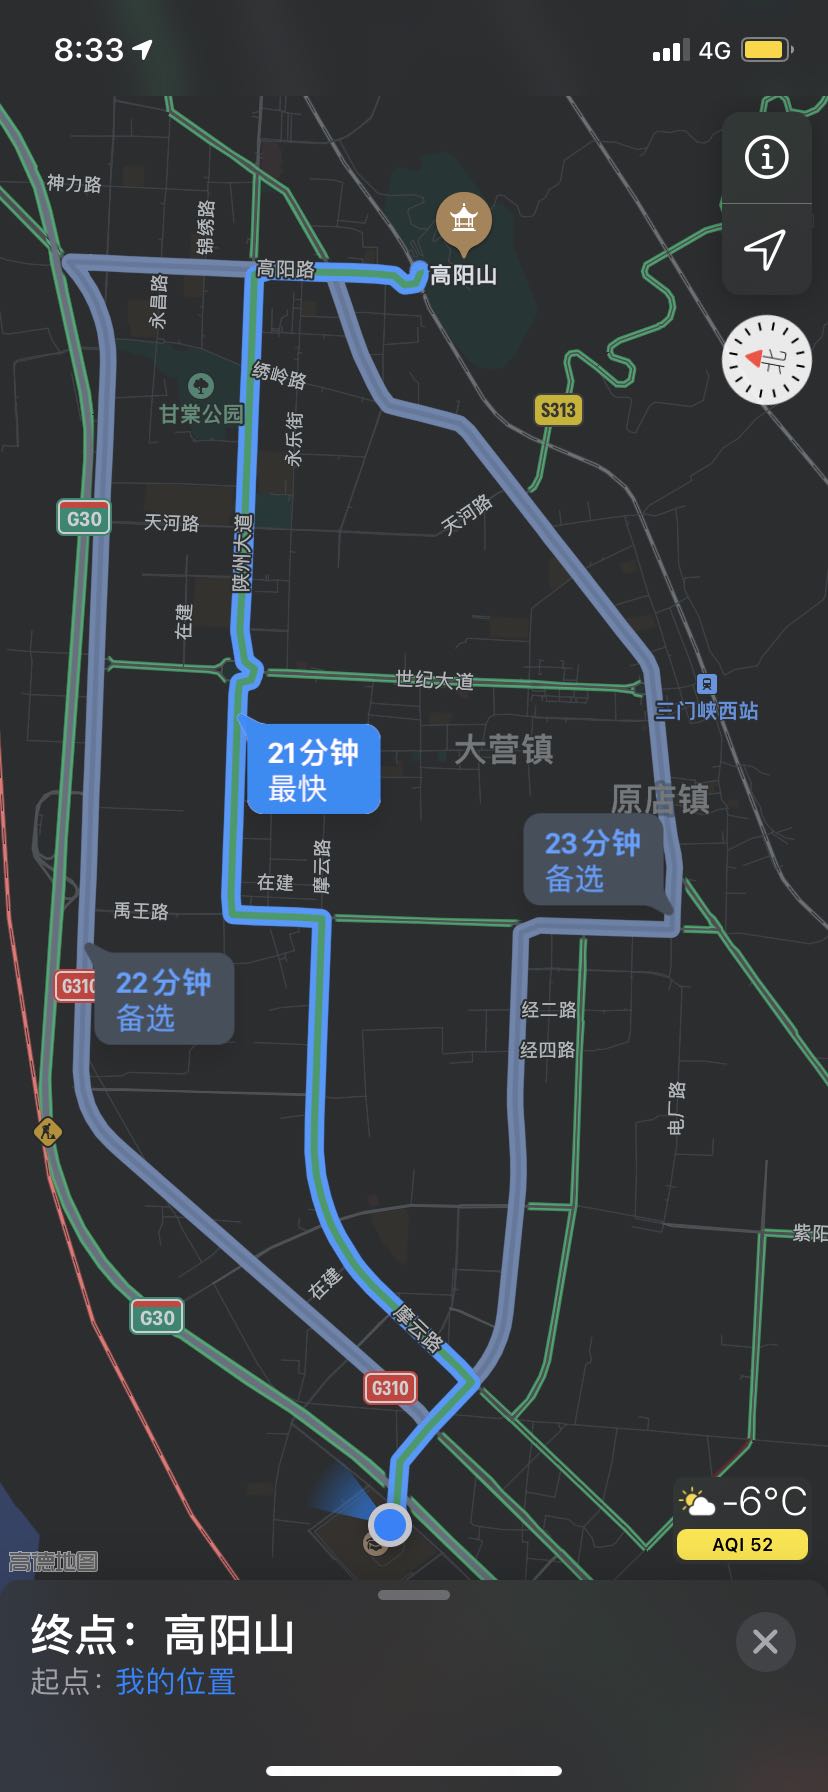 8:33
4G
神力路
锦绣路
高阳路
高阳山
永昌路
绣岭路
甘棠公园
永乐街
S313
北
G30
天河路
陕州大道
天河路
在建
世纪大道
三门峡西站
21分钟
最快
大营镇
原店镇
23分钟
备选
摩云路
在建
禹王路
G310
22分钟
备选
经二路
经四路
电厂路
紫阳
在建
G30
摩云路
G310
-6°C
AQI 52
高德地图
终点：高阳山
起点：我的位置